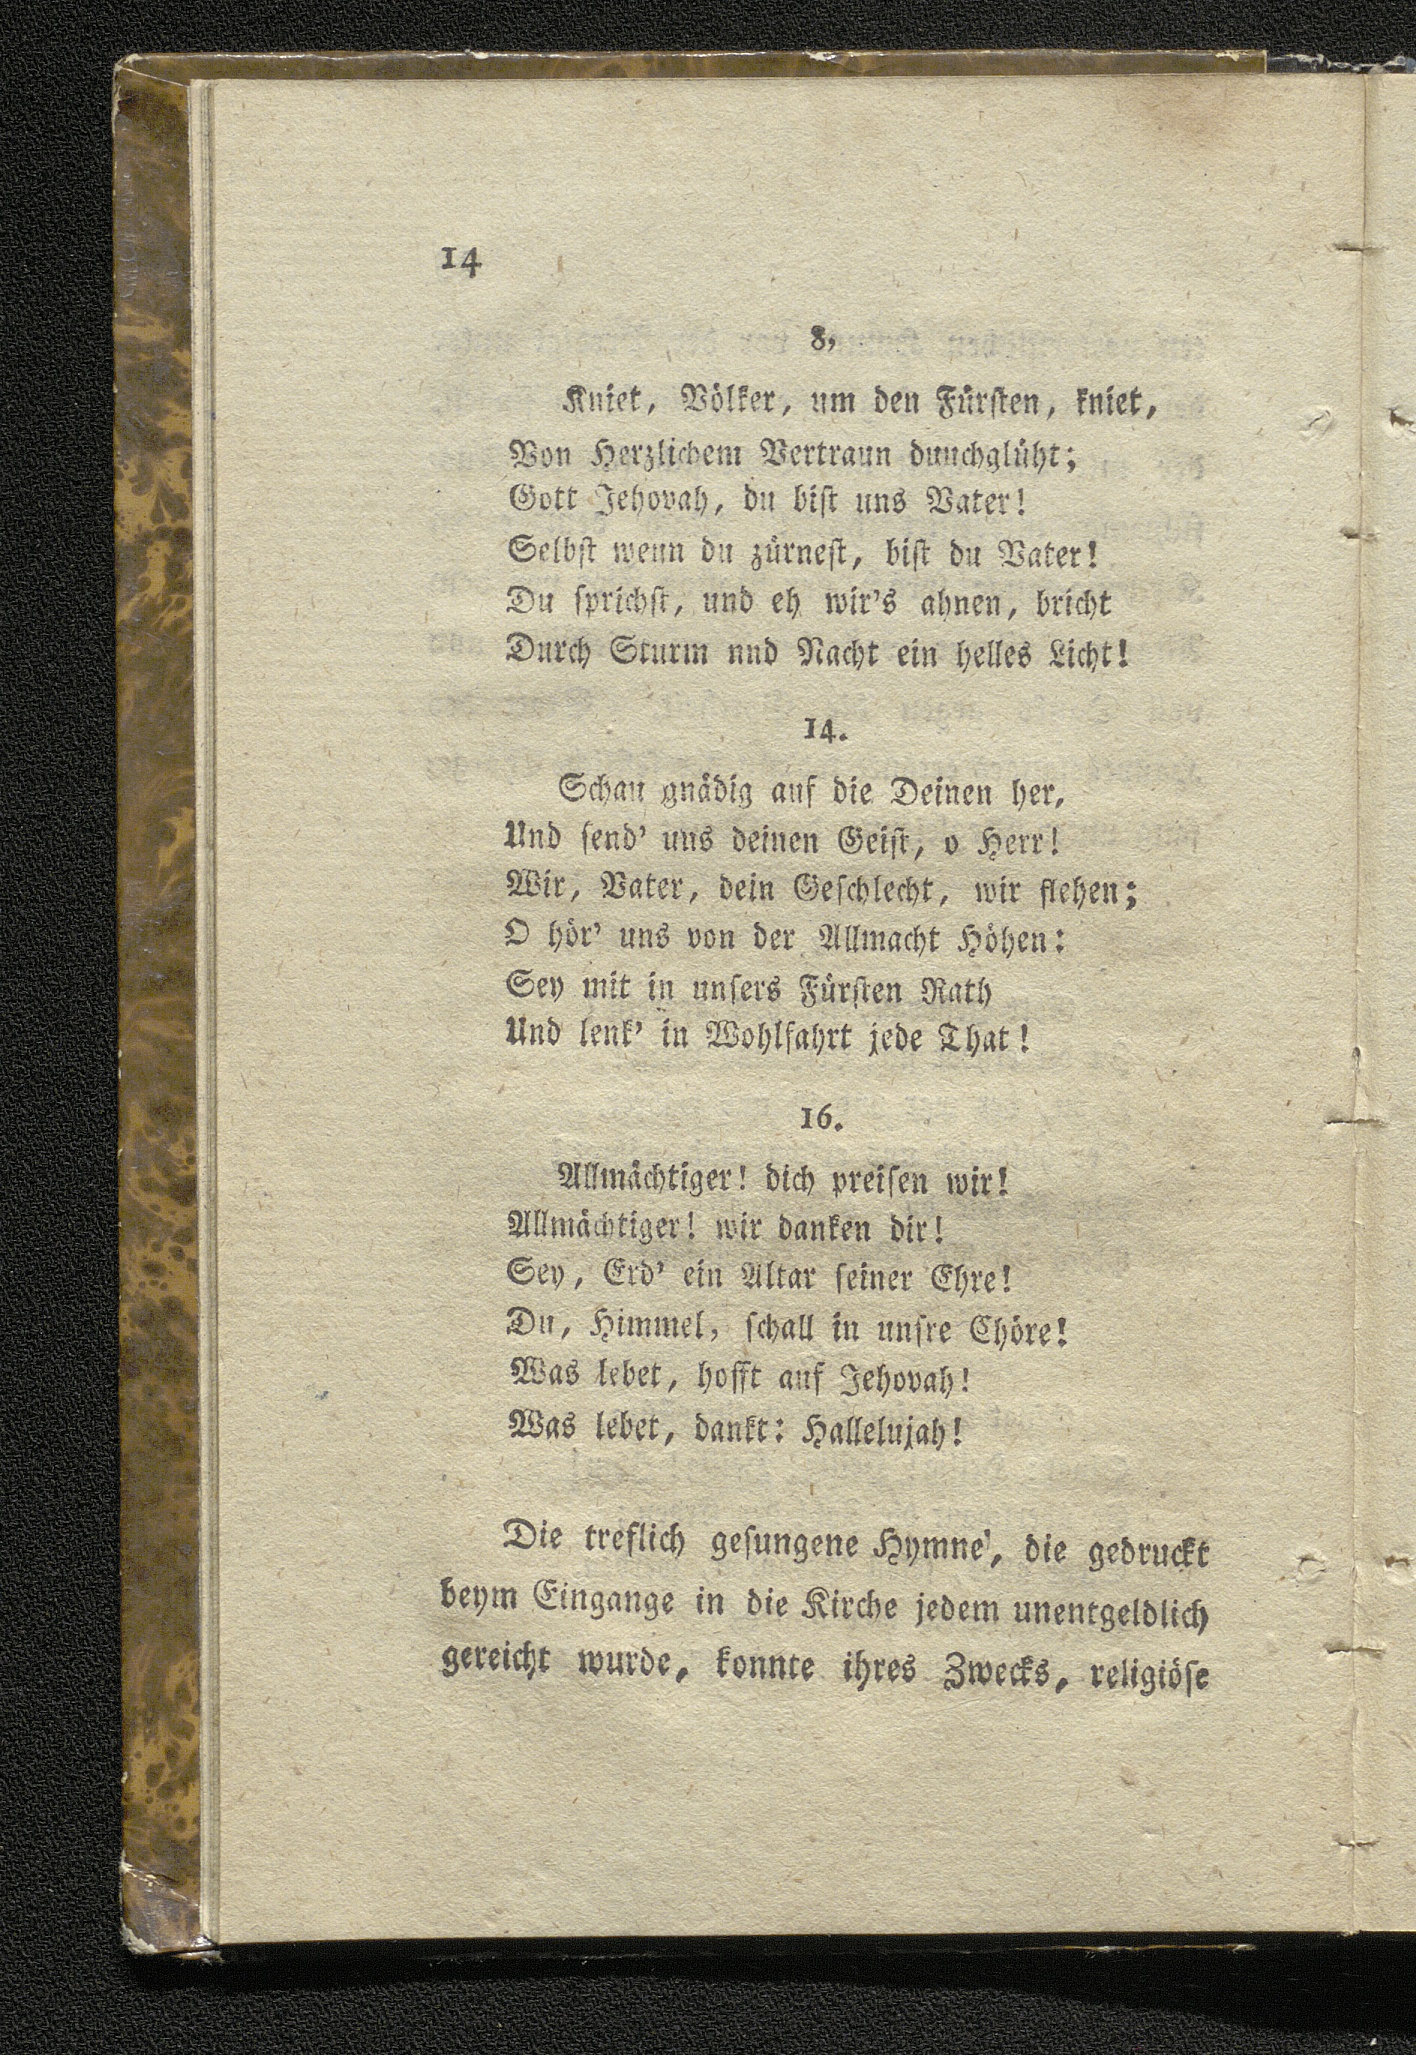 14
8,
Kniet, Völker, um den Fürſten, kniet,
Von Herzlichem Vertraun duuchglüht;
Gott Jehovah, du biſt uns Vater!
Selbſt wenn du zürneſt, biſt du Vater!
Du ſprichſt, und eh wir's ahnen, bricht
Durch Sturm nnd Nacht ein helles Licht!
14.
Schau gnädig auf die Deinen her,
Und ſend' uns deinen Geiſt, o Herr!
Wir, Vater, dein Geſchlecht, wir flehen;
O hör' uns von der Allmacht Höhen:
Sey mit in unſers Fürſten Rath
Und lenk' in Wohlfahrt jede That!
16.
Allmächtiger! dich preiſen wir!
Allmächtiger! wir danken dir!
Sey, Erd' ein Altar ſeiner Ehre!
Du, Himmel, ſchall in unſre Chöre!
Was lebet, hofft auf Jehovah!
Was lebet, dankt: Hallelujah!
Die treflich geſungene Hymne', die gedruckt
beym Eingange in die Kirche jedem unentgeldlich
gereicht wurde, konnte ihres Zwecks, religiöſe